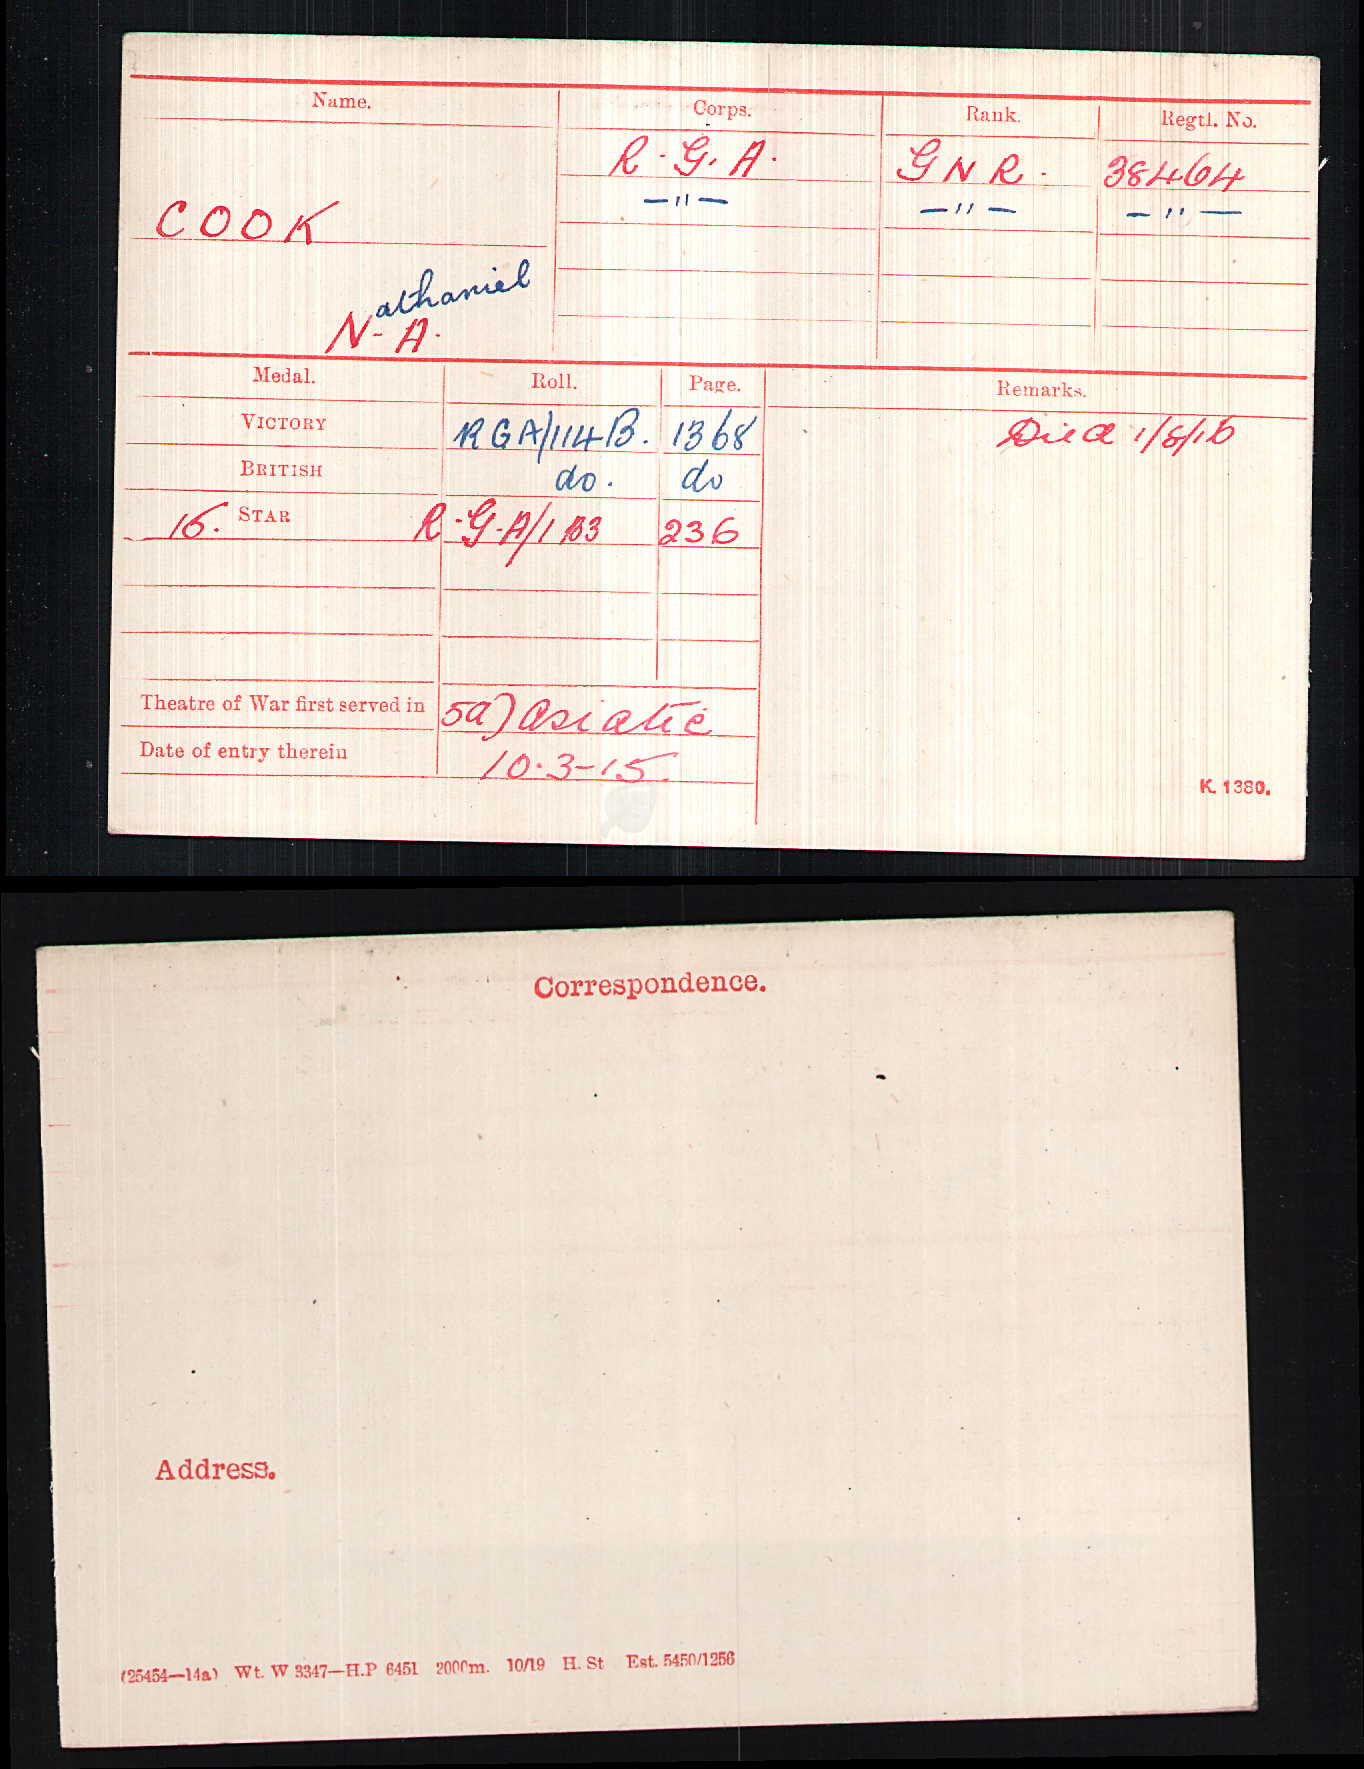 Name. Corps. Rank. Regtl. No.
R. G. A. GNR. 38464
—"— —"— —"—
COOK
athaniel
N- A.
Medal. Roll. Page. Remarks.
VICTORY RGA/114B. 1368 Died 1/8/16
BRITISH do. do
15. STAR R.G.A/1B3 236
Theatre of War first served in 5a) Asiatic
Date of entry therein 10.3-15.
K. 1380.
Correspondence.
Address.
(25454—14a) Wt. W 3347—H.P 6451 2000m. 10/19 H. St Est. 5450/1256